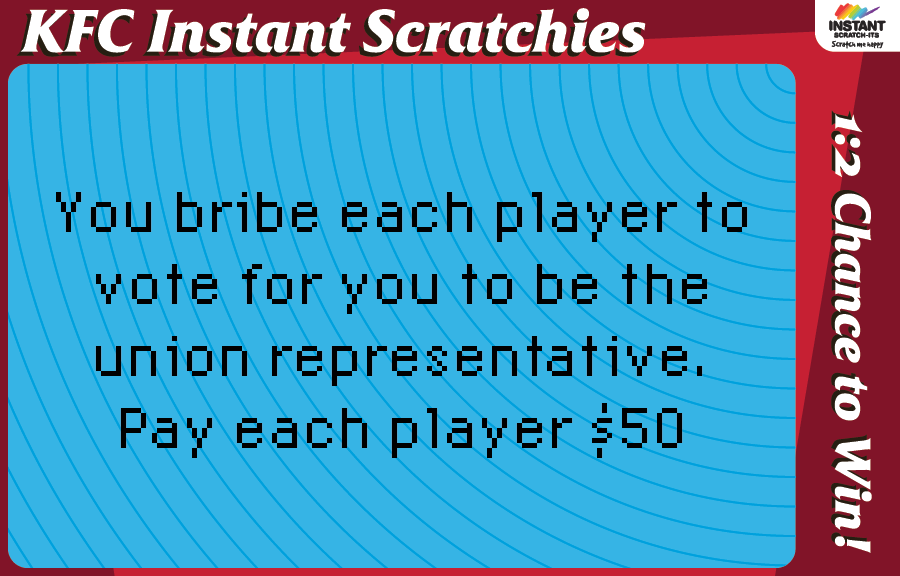 KFC Instant Scratchies
INSTANT
SCRATCH-ITS
Scratch me happy
You bribe each player to
vote for you to be the
union representative.
Pay each player $50
1:2 Chance to Win!